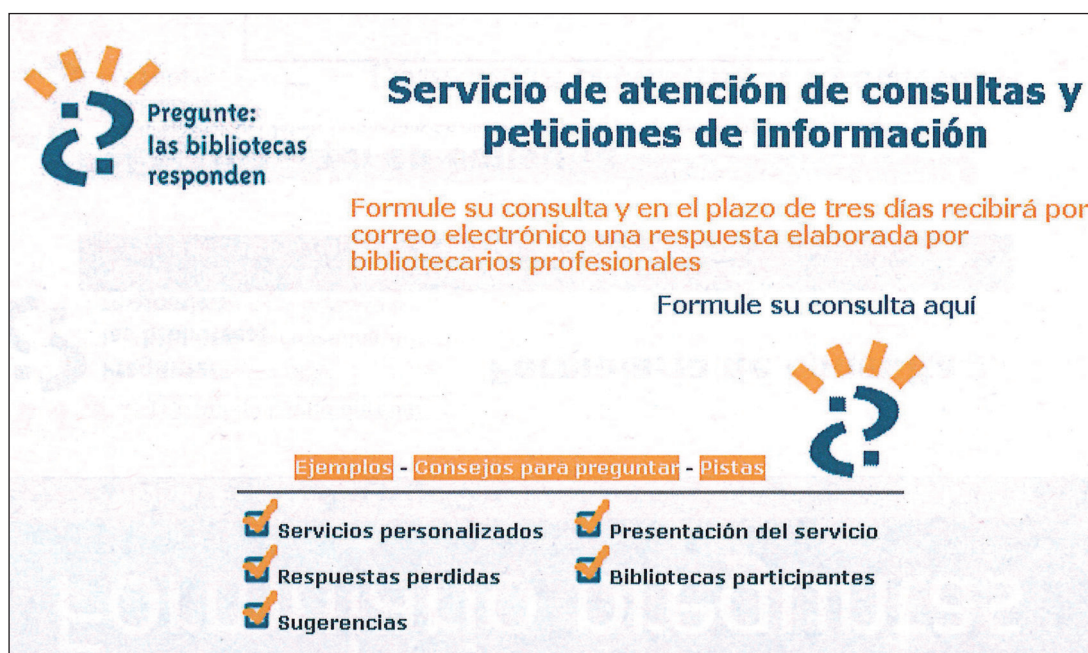 Pregunte:
las bibliotecas
responden
Servicio de atención de consultas y
peticiones de información
Formule su consulta y en el plazo de tres días recibirá por
correo electrónico una respuesta elaborada por
bibliotecarios profesionales
Formule su consulta aquí
Ejemplos - Consejos para preguntar - Pistas
Servicios personalizados
Presentación del servicio
Respuestas perdidas
Bibliotecas participantes
Sugerencias